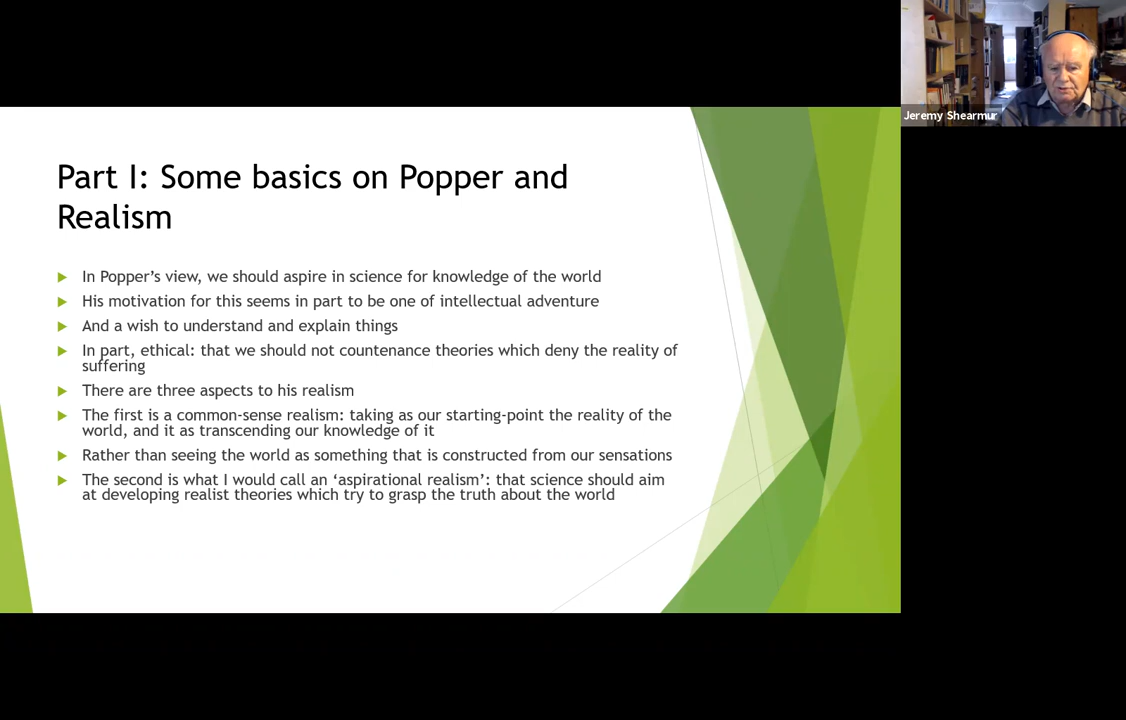 Jeremy Shearmur
Part I: Some basics on Popper and
Realism
In Popper’s view, we should aspire in science for knowledge of the world
His motivation for this seems in part to be one of intellectual adventure
And a wish to understand and explain things
In part, ethical: that we should not countenance theories which deny the reality of
suffering
There are three aspects to his realism
The first is a common-sense realism: taking as our starting-point the reality of the
world, and it as transcending our knowledge of it
Rather than seeing the world as something that is constructed from our sensations
The second is what I would call an ‘aspirational realism’: that science should aim
at developing realist theories which try to grasp the truth about the world